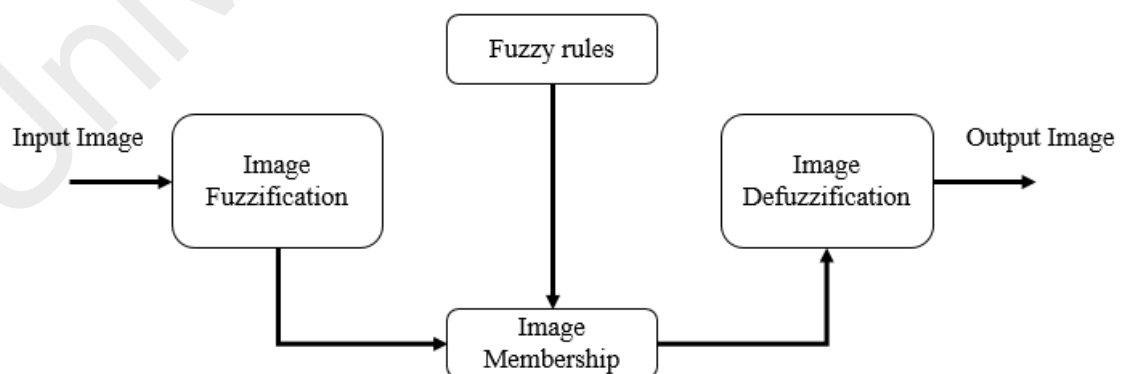 Fuzzy rules
Input Image
Image
Fuzzification
Image
Defuzzification
Output Image
Image
Membership